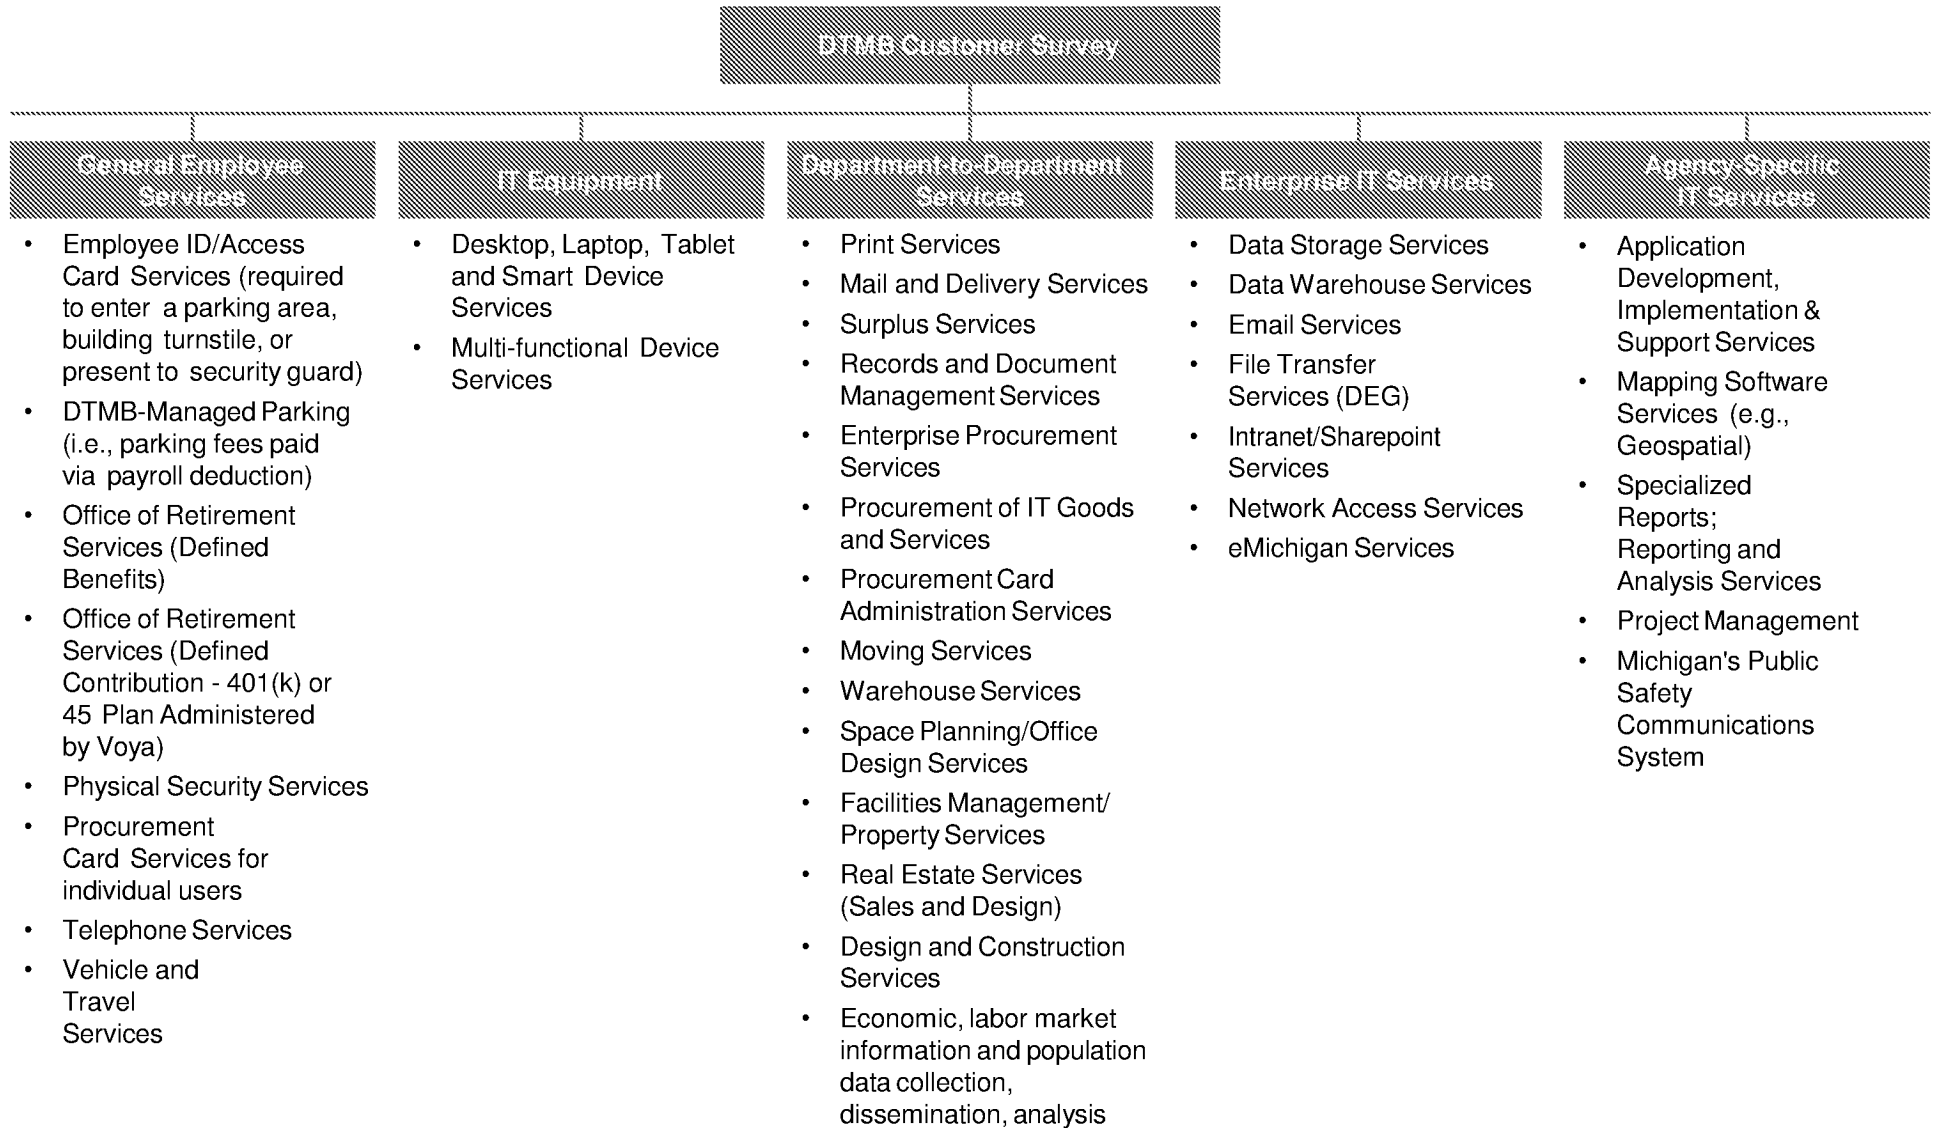 DTMB Customer Survey
General Employee
Services
Employee ID/Access
Card Services (required
to enter a parking area,
building turnstile, or
present to security guard)
DTMB-Managed Parking
(i.e., parking fees paid
via payroll deduction)
Office of Retirement
Services (Defined
Benefits)
Office of Retirement
Services (Defined
Contribution - 401(k) or
45 Plan Administered
by Voya)
Physical Security Services
Procurement
Card Services for
individual users
Telephone Services
Vehicle and
Travel
Services
IT Equipment
Desktop, Laptop, Tablet
and Smart Device
Services
Multi-functional Device
Services
Department-to-Department
Services
Print Services
Mail and Delivery Services
Surplus Services
Records and Document
Management Services
Enterprise Procurement
Services
Procurement of IT Goods
and Services
Procurement Card
Administration Services
Moving Services
Warehouse Services
Space Planning/Office
Design Services
Facilities Management/
Property Services
Real Estate Services
(Sales and Design)
Design and Construction
Services
Economic, labor market
information and population
data collection,
dissemination, analysis
Enterprise IT Services
Data Storage Services
Data Warehouse Services
Email Services
File Transfer
Services (DEG)
Intranet/Sharepoint
Services
Network Access Services
eMichigan Services
Agency-Specific
IT Services
Application
Development,
Implementation &
Support Services
Mapping Software
Services (e.g.,
Geospatial)
Specialized
Reports;
Reporting and
Analysis Services
Project Management
Michigan's Public
Safety
Communications
System